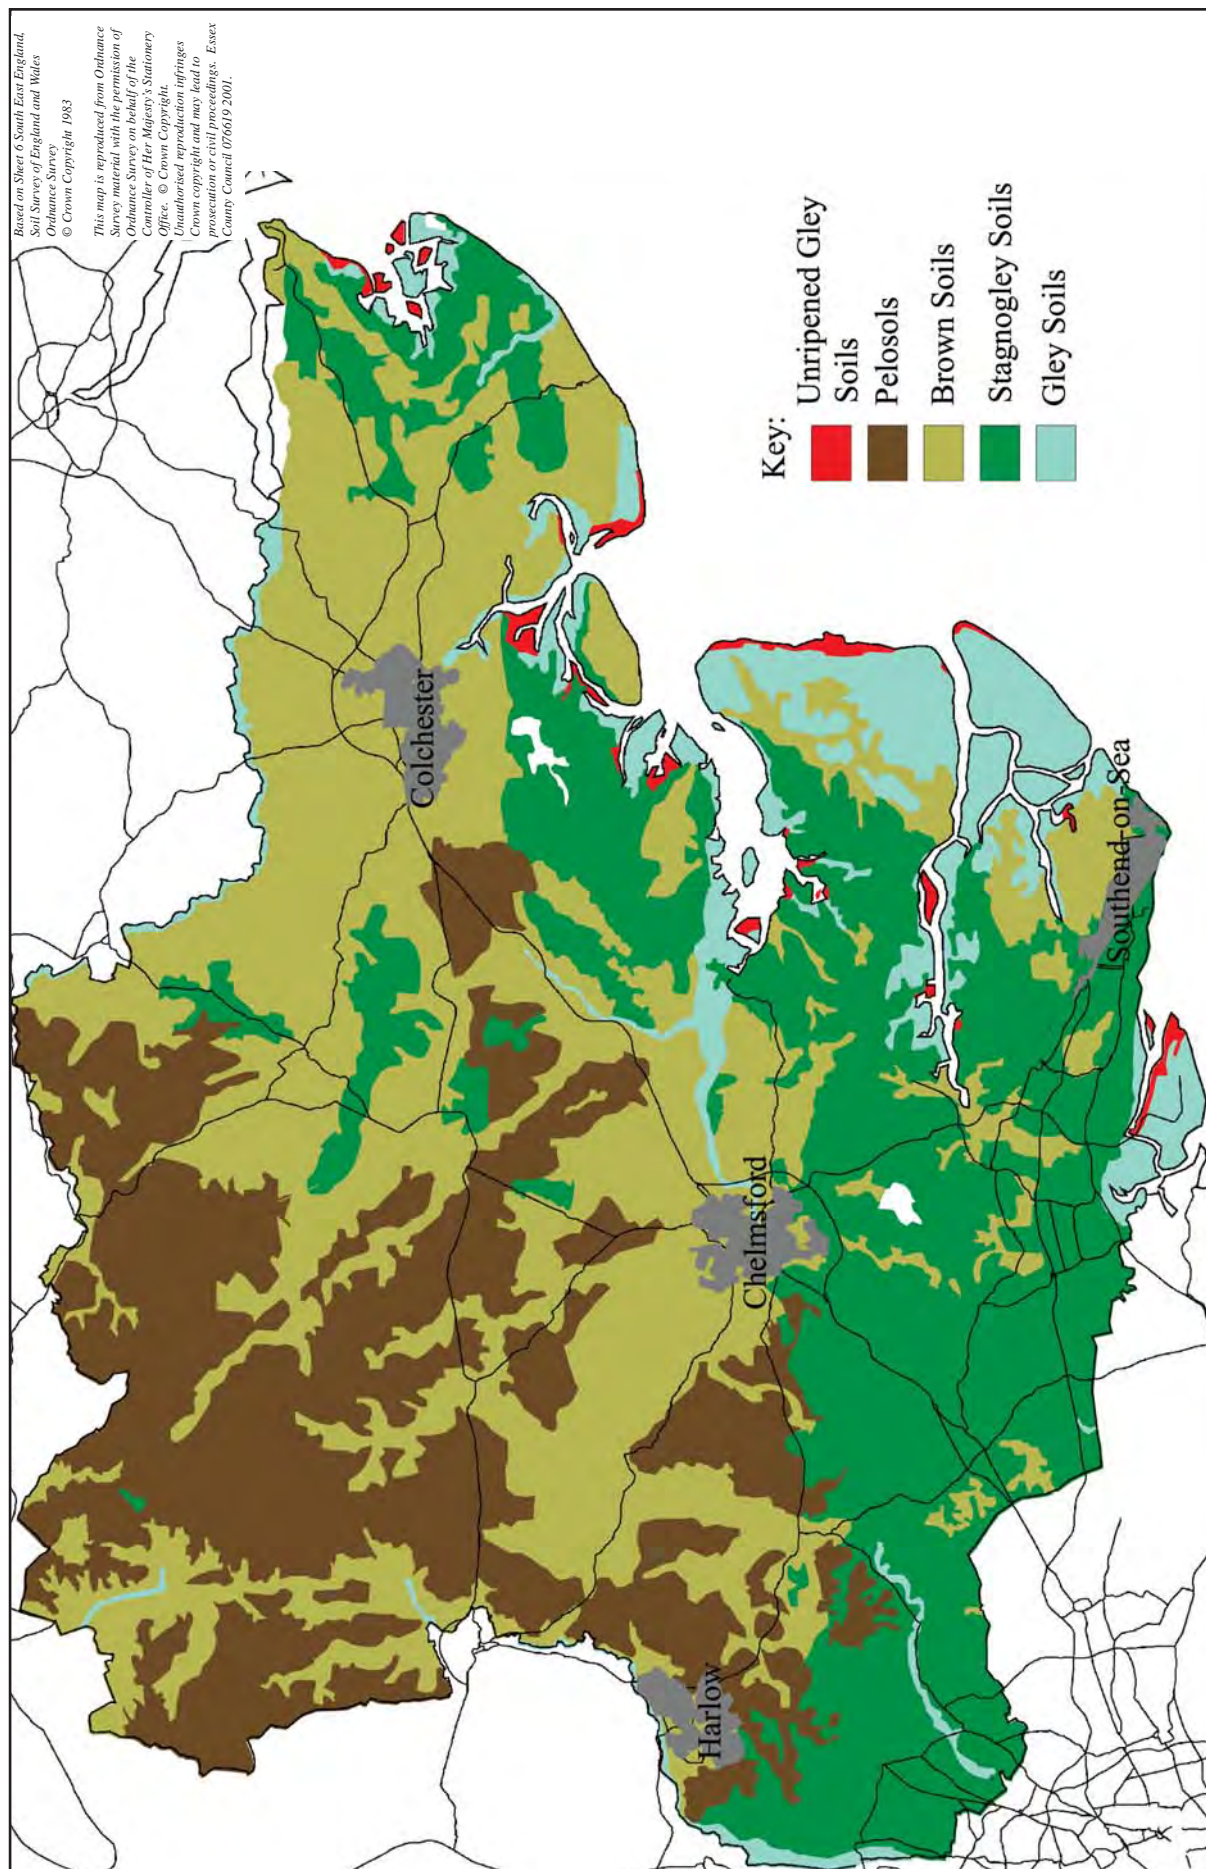 Based on Sheet 6 South East England,
Soil Survey of England and Wales
Ordnance Survey
© Crown Copyright 1983
This map is reproduced from Ordnance
Survey material with the permission of
Ordnance Survey on behalf of the
Controller of Her Majesty's Stationery
Office. © Crown Copyright.
Unauthorised reproduction infringes
Crown copyright and may lead to
prosecution or civil proceedings. Essex
County Council 076619 2001.
Colchester
Chelmsford
Harlow
Southend-on-Sea
Key:
Unripened Gley
Soils
Pelosols
Brown Soils
Stagnogley Soils
Gley Soils